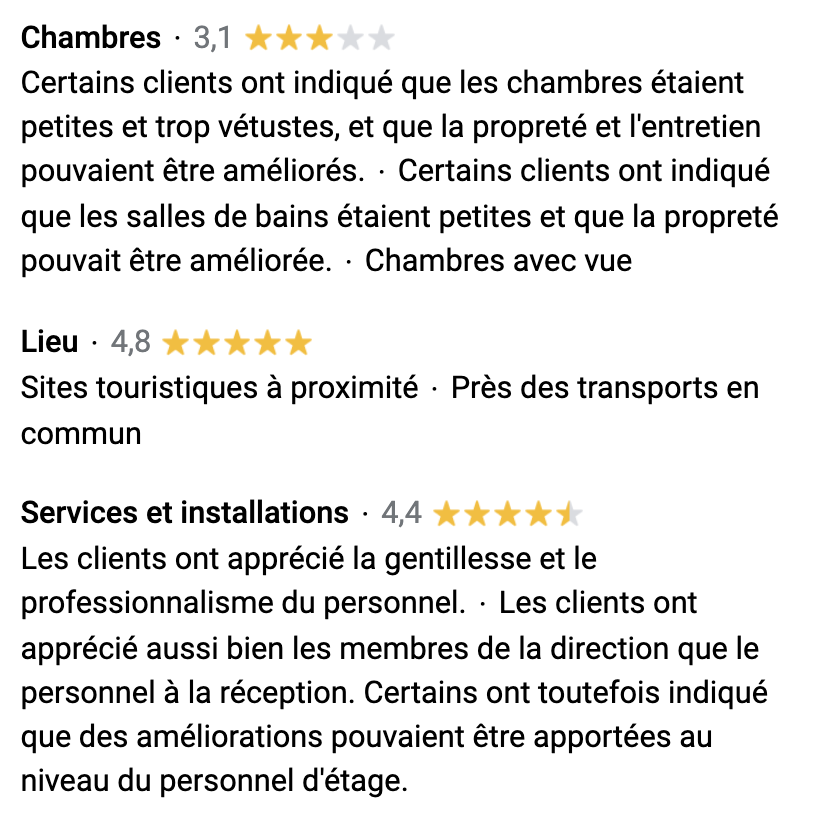 Chambres · 3,1
Certains clients ont indiqué que les chambres étaient
petites et trop vétustes, et que la propreté et l'entretien
pouvaient être améliorés. · Certains clients ont indiqué
que les salles de bains étaient petites et que la propreté
pouvait être améliorée. · Chambres avec vue
Lieu · 4,8
Sites touristiques à proximité · Près des transports en
commun
Services et installations · 4,4
Les clients ont apprécié la gentillesse et le
professionnalisme du personnel. · Les clients ont
apprécié aussi bien les membres de la direction que le
personnel à la réception. Certains ont toutefois indiqué
que des améliorations pouvaient être apportées au
niveau du personnel d'étage.